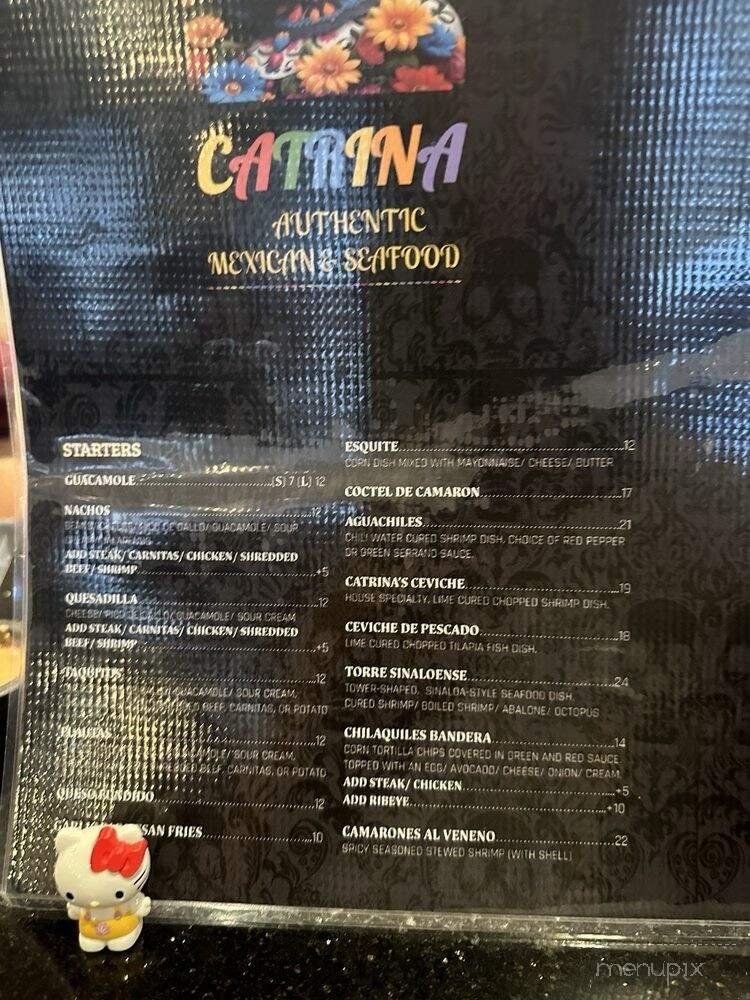 CATRINA
AUTHENTIC
MEXICAN & SEAFOOD
STARTERS
GUACAMOLE (S) 7 (L) 12
NACHOS 12
GUACAMOLE/ SOUR
ADD STEAK/ CARNITAS/ CHICKEN/ SHREDDED
BEEF/ SHRIMP +5
QUESADILLA 12
CHEESE/ PICO DE GALLO/ GUACAMOLE/ SOUR CREAM
ADD STEAK/ CARNITAS/ CHICKEN/ SHREDDED
BEEF/ SHRIMP +5
TAQUITOS 12
GUACAMOLE/ SOUR CREAM,
BEEF, CARNITAS, OR POTATO
FLAUTAS 12
GUACAMOLE/ SOUR CREAM,
BEEF, CARNITAS, OR POTATO
QUESO FUNDIDO 12
FRIES 10
ESQUITE 12
CORN DISH MIXED WITH MAYONNAISE/ CHEESE/ BUTTER
COCTEL DE CAMARON 17
AGUACHILES 21
CHILI WATER CURED SHRIMP DISH, CHOICE OF RED PEPPER
OR GREEN SERRANO SAUCE.
CATRINA'S CEVICHE 19
HOUSE SPECIALTY, LIME CURED CHOPPED SHRIMP DISH.
CEVICHE DE PESCADO 18
LIME CURED CHOPPED TILAPIA FISH DISH.
TORRE SINALOENSE 24
TOWER-SHAPED, SINALOA-STYLE SEAFOOD DISH.
CURED SHRIMP/ BOILED SHRIMP/ ABALONE/ OCTOPUS
CHILAQUILES BANDERA 14
CORN TORTILLA CHIPS COVERED IN GREEN AND RED SAUCE
TOPPED WITH AN EGG/ AVOCADO/ CHEESE/ ONION/ CREAM.
ADD STEAK/ CHICKEN +5
ADD RIBEYE +10
CAMARONES AL VENENO 22
SPICY SEASONED STEWED SHRIMP (WITH SHELL)
menupix